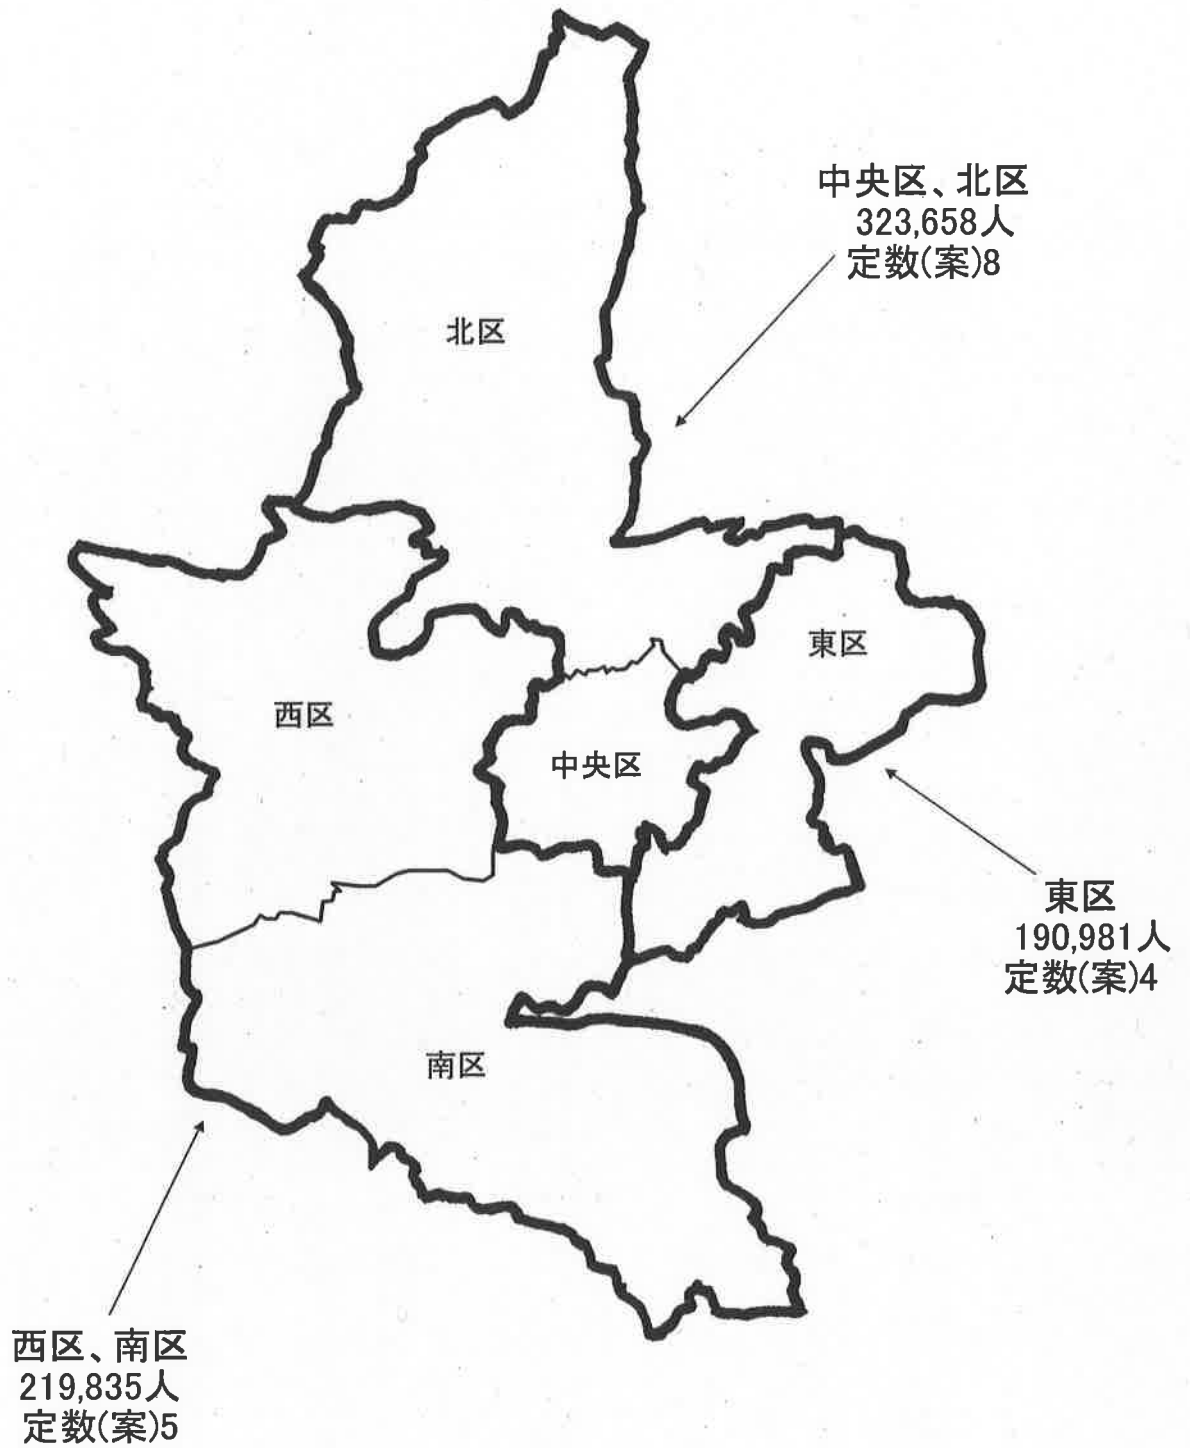 中央区、北区
323,658人
定数(案)8
北区
東区
西区
中央区
東区
190,981人
定数(案)4
南区
西区、南区
219,835人
定数(案)5